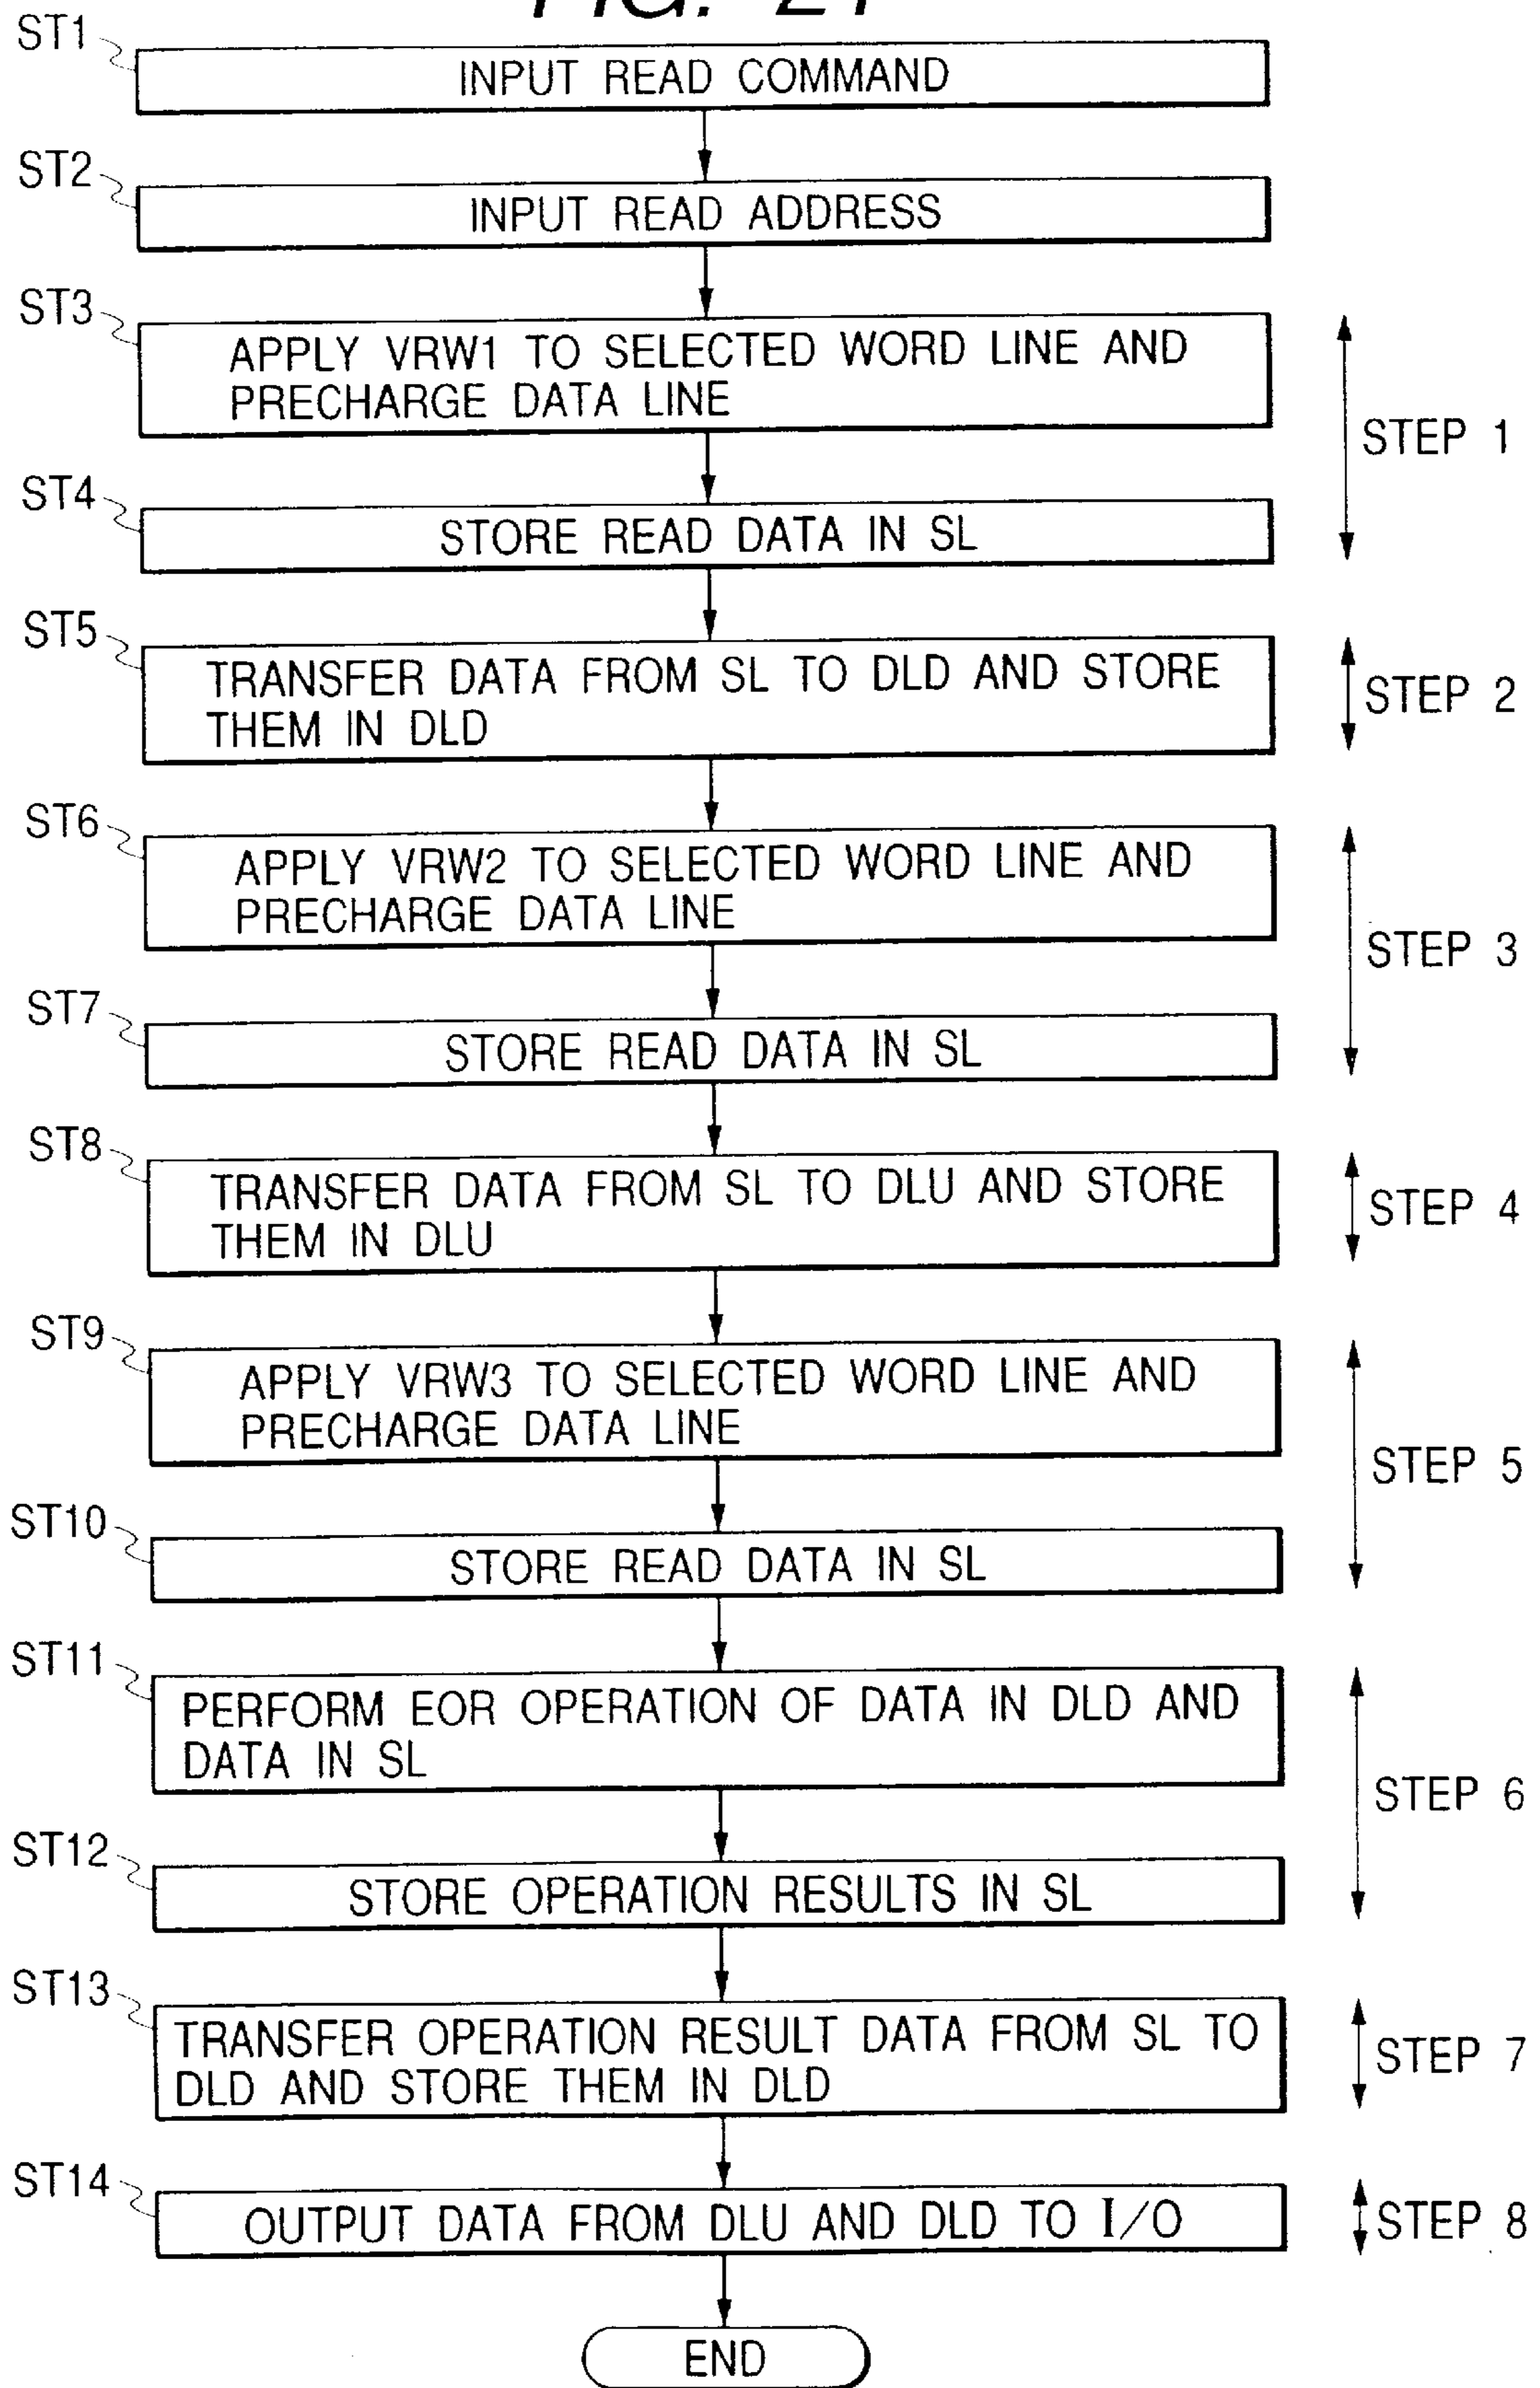 FIG. 21
ST1
INPUT READ COMMAND
ST2
INPUT READ ADDRESS
ST3
APPLY VRW1 TO SELECTED WORD LINE AND
PRECHARGE DATA LINE
STEP 1
ST4
STORE READ DATA IN SL
ST5
TRANSFER DATA FROM SL TO DLD AND STORE
THEM IN DLD
STEP 2
ST6
APPLY VRW2 TO SELECTED WORD LINE AND
PRECHARGE DATA LINE
STEP 3
ST7
STORE READ DATA IN SL
ST8
TRANSFER DATA FROM SL TO DLU AND STORE
THEM IN DLU
STEP 4
ST9
APPLY VRW3 TO SELECTED WORD LINE AND
PRECHARGE DATA LINE
STEP 5
ST10
STORE READ DATA IN SL
ST11
PERFORM EOR OPERATION OF DATA IN DLD AND
DATA IN SL
STEP 6
ST12
STORE OPERATION RESULTS IN SL
ST13
TRANSFER OPERATION RESULT DATA FROM SL TO
DLD AND STORE THEM IN DLD
STEP 7
ST14
OUTPUT DATA FROM DLU AND DLD TO I/O
STEP 8
END